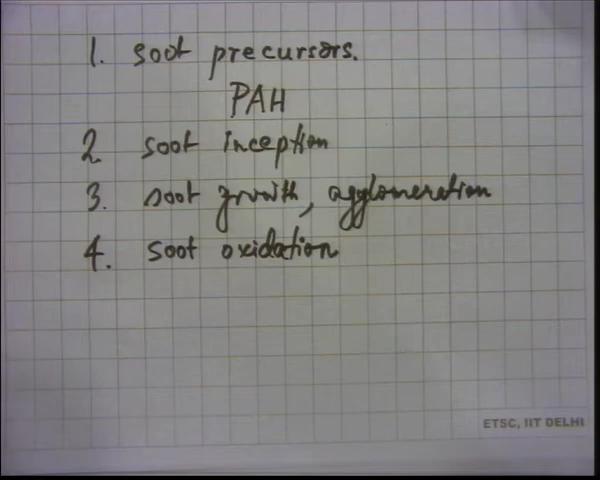 1. soot precursors.
PAH
2 soot inception
3. soot growth, agglomeration
4. soot oxidation
ETSC, IIT DELHI